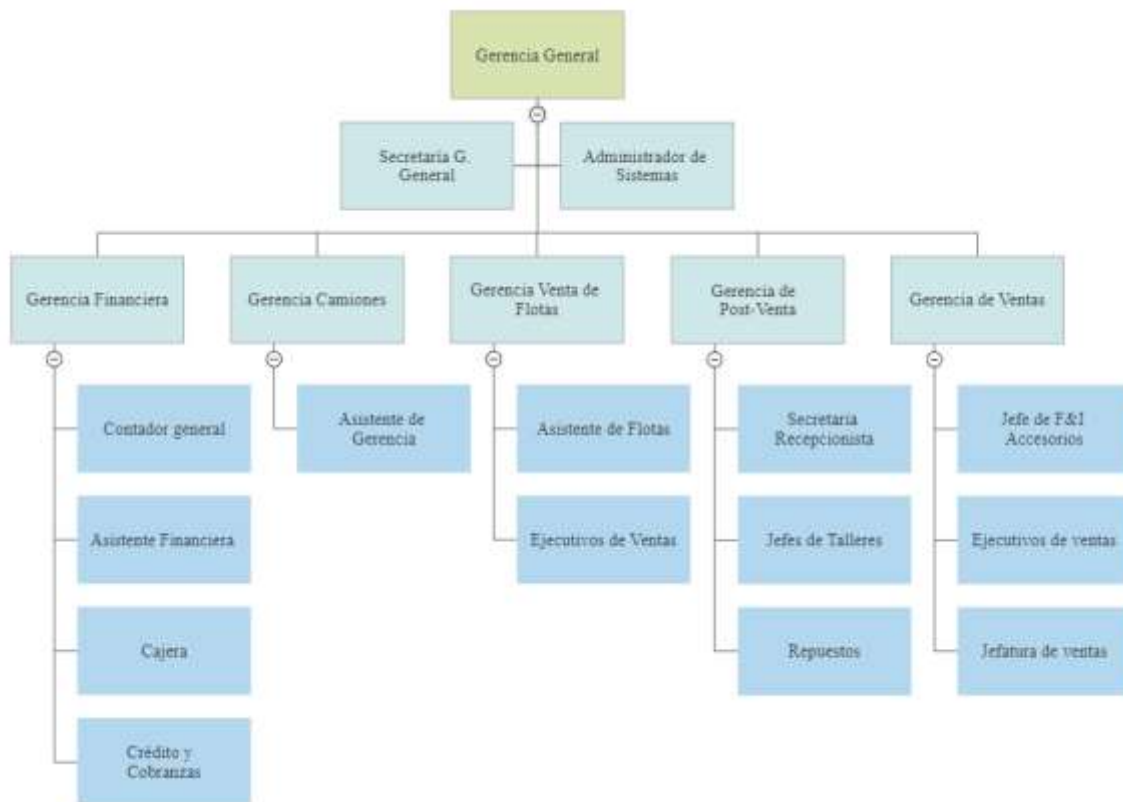 Gerencia General
Secretaria G.
General
Administrador de
Sistemas
Gerencia Financiera
Gerencia Camiones
Gerencia Venta de
Flotas
Gerencia de
Post-Venta
Gerencia de Ventas
Contador general
Asistente Financiera
Cajera
Crédito y
Cobranzas
Asistente de
Gerencia
Asistente de Flotas
Ejecutivos de Ventas
Secretaria
Recepcionista
Jefes de Talleres
Repuestos
Jefe de F&I
Accesorios
Ejecutivos de ventas
Jefatura de ventas